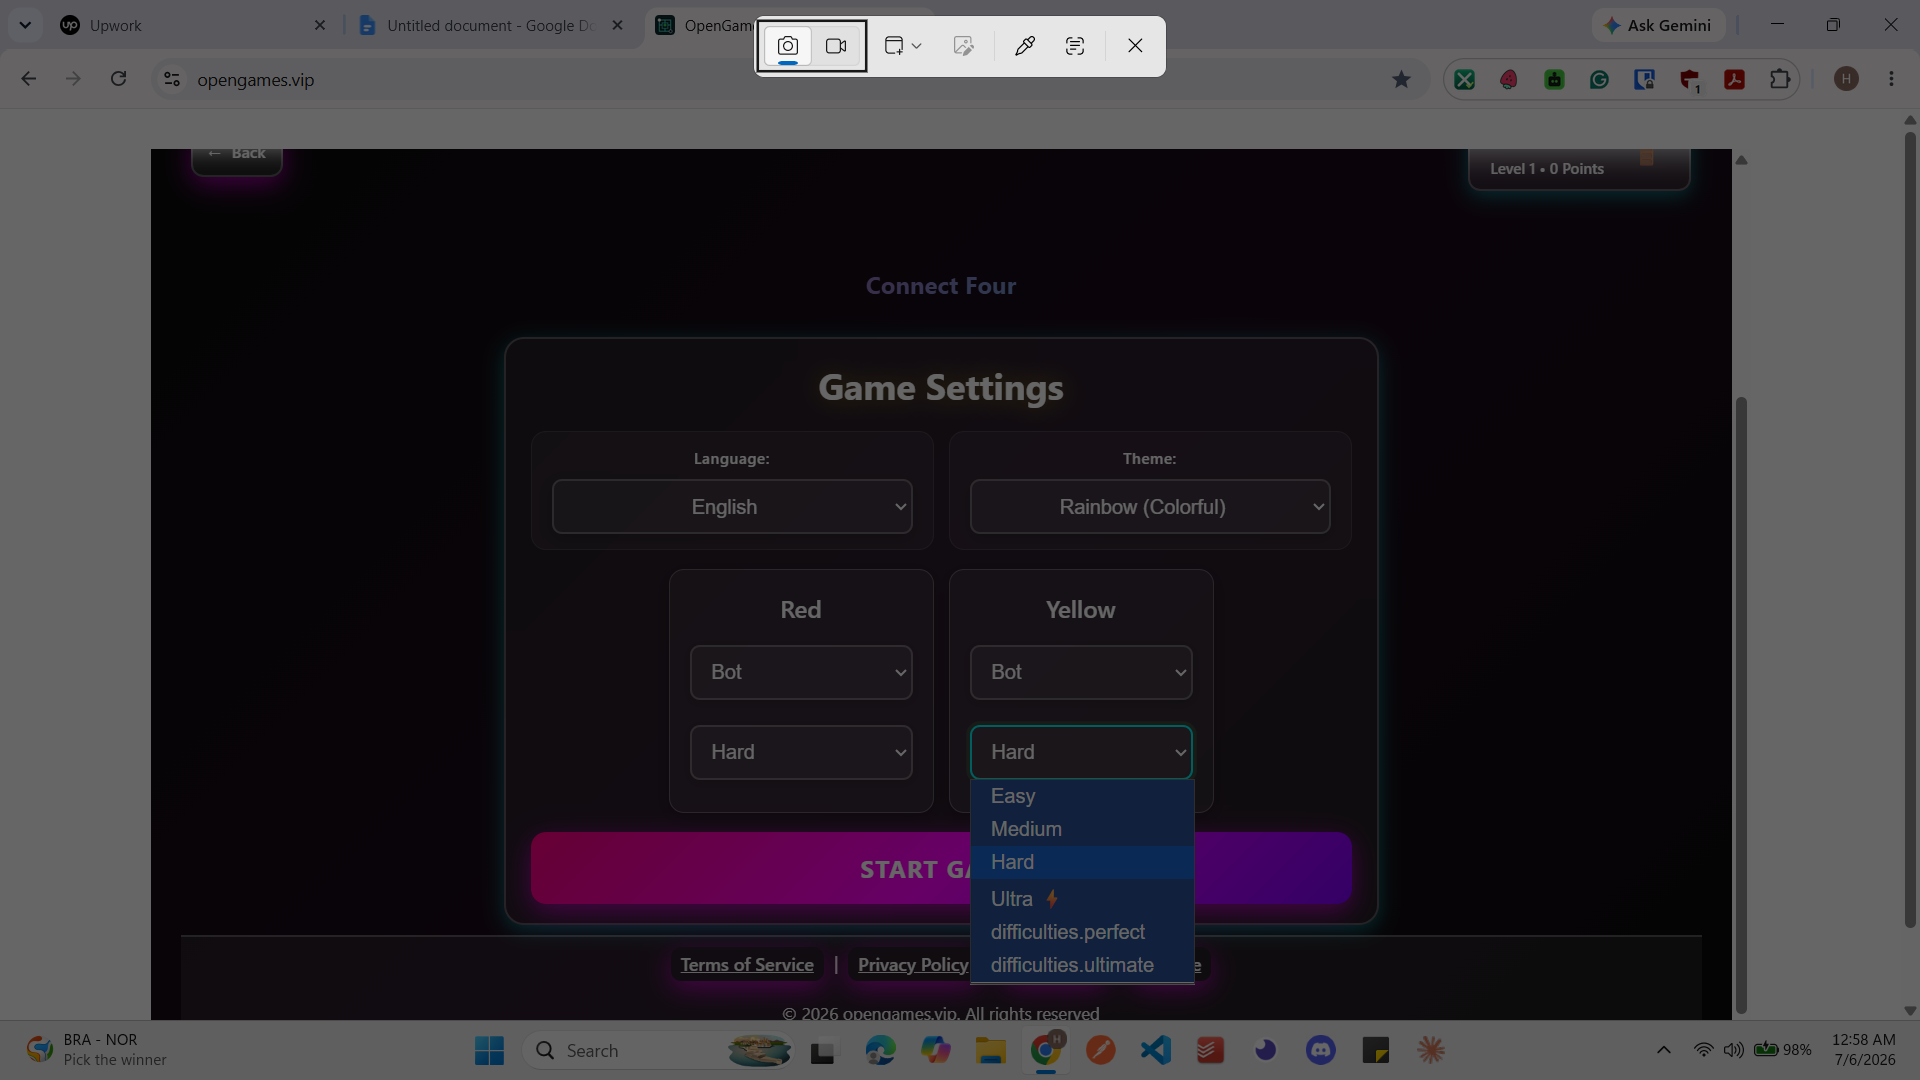 Upwork
Untitled document - Google Do
OpenGam
Ask Gemini
opengames.vip
1
H
← Back
Level 1 • 0 Points
Connect Four
Game Settings
Language:
Theme:
English
Rainbow (Colorful)
Red
Yellow
Bot
Bot
Hard
Hard
Easy
Medium
Hard
Ultra
difficulties.perfect
difficulties.ultimate
START GA
Terms of Service | Privacy Policy
© 2026 opengames.vip. All rights reserved
BRA - NOR
Pick the winner
Search
H
98%
12:58 AM
7/6/2026